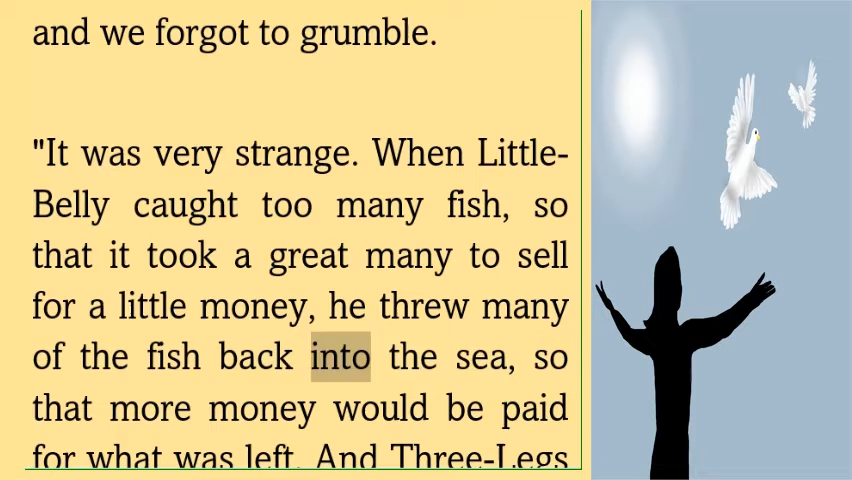 and we forgot to grumble.
"It was very strange. When Little-
Belly caught too many fish, so
that it took a great many to sell
for a little money, he threw many
of the fish back into the sea, so
that more money would be paid
for what was left. And Three-Legs